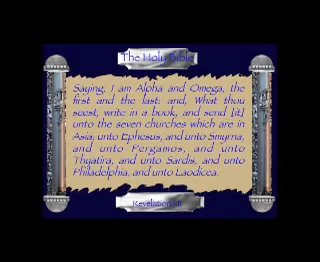 The Holy Bible
Saying, I am Alpha and Omega, the
first and the last: and, What thou
seest, write in a book, and send [it]
unto the seven churches which are in
Asia; unto Ephesus, and unto Smyrna,
and unto Pergamos, and unto
Thyatira, and unto Sardis, and unto
Philadelphia, and unto Laodicea.
Revelation